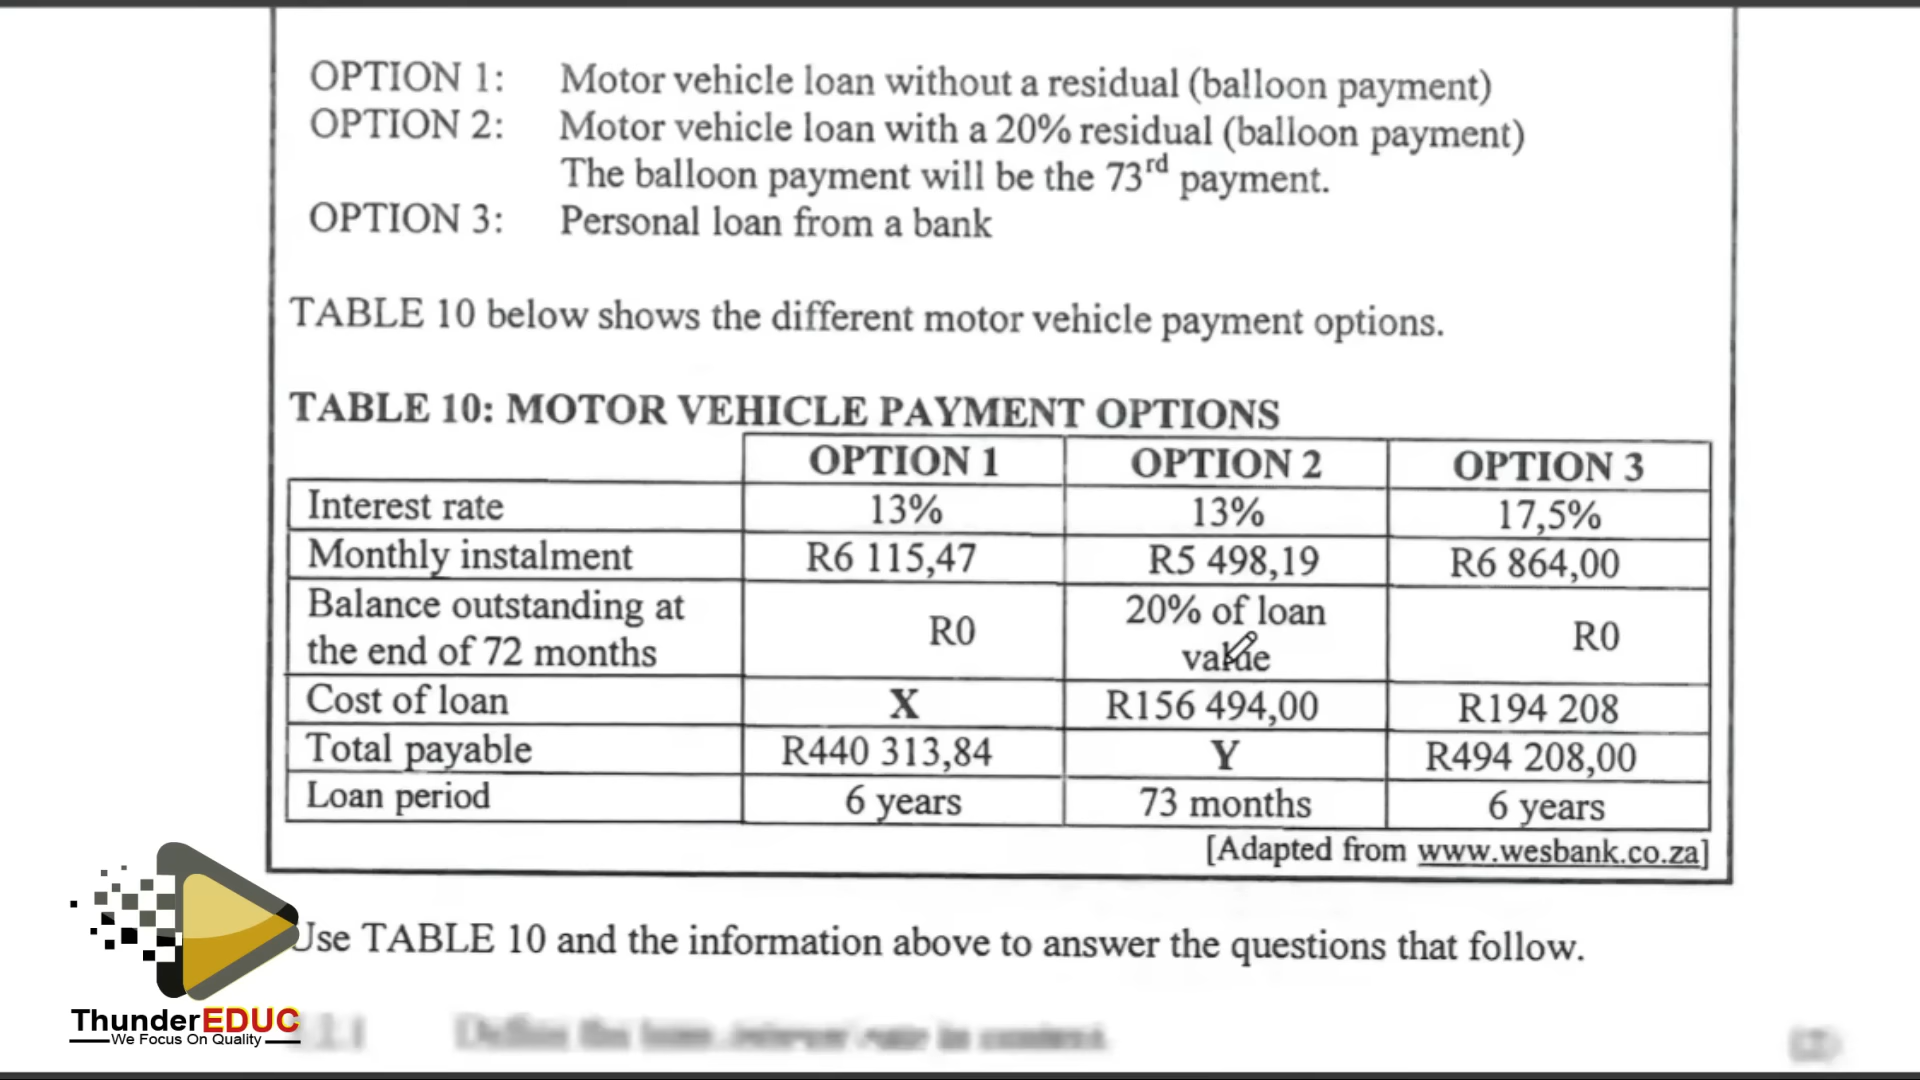 OPTION 1: Motor vehicle loan without a residual (balloon payment)
OPTION 2: Motor vehicle loan with a 20% residual (balloon payment)
The balloon payment will be the 73rd payment.
OPTION 3: Personal loan from a bank
TABLE 10 below shows the different motor vehicle payment options.
TABLE 10: MOTOR VEHICLE PAYMENT OPTIONS
OPTION 1 OPTION 2 OPTION 3
Interest rate 13% 13% 17,5%
Monthly instalment R6 115,47 R5 498,19 R6 864,00
Balance outstanding at the end of 72 months R0 20% of loan value R0
Cost of loan X R156 494,00 R194 208
Total payable R440 313,84 Y R494 208,00
Loan period 6 years 73 months 6 years
[Adapted from www.wesbank.co.za]
Use TABLE 10 and the information above to answer the questions that follow.
ThunderEDUC
We Focus On Quality